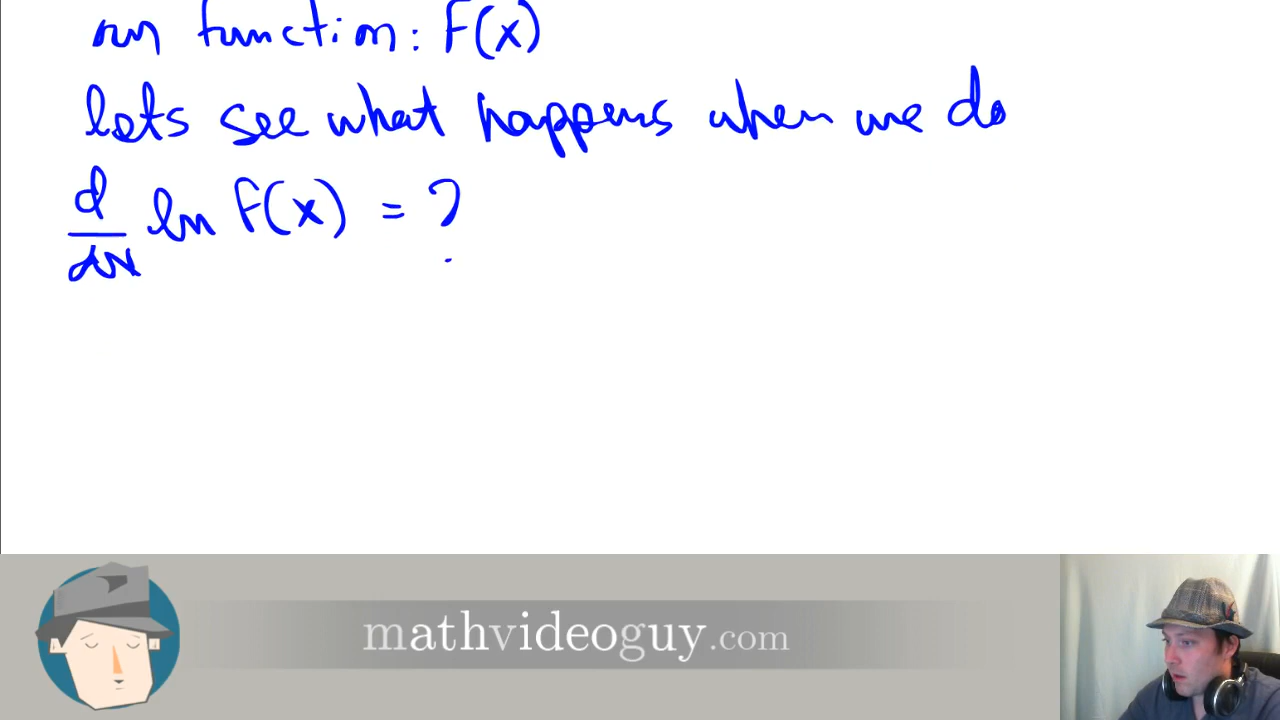 function: F(x)
lets see what happens when we do
d/dx ln F(x) = ?
mathvideoguy.com